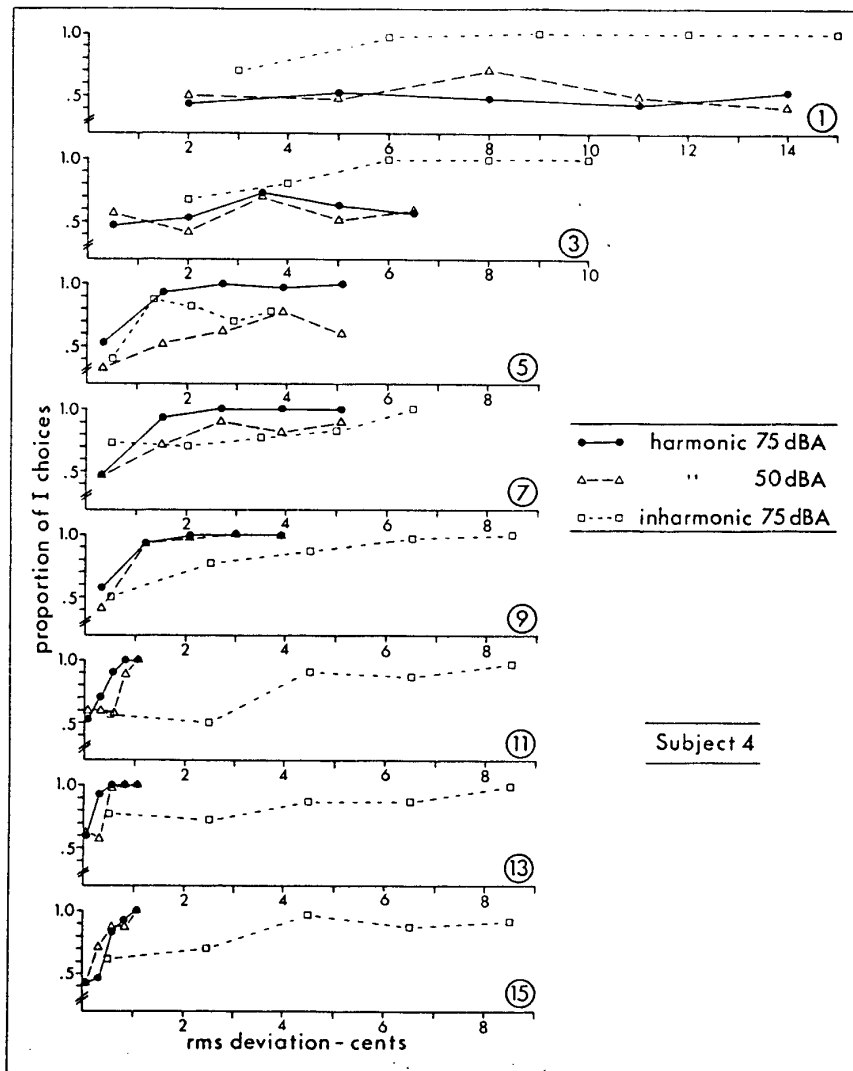 1.0
.5
①
2 4 6 8 10 12 14
1.0
.5
③
2 4 6 8 10
1.0
.5
⑤
2 4 6 8
1.0
.5
⑦
2 4 6 8
1.0
.5
⑨
2 4 6 8
1.0
.5
⑪
2 4 6 8
1.0
.5
⑬
2 4 6 8
1.0
.5
⑮
2 4 6 8
proportion of I choices
rms deviation - cents
harmonic 75 dBA
" 50 dBA
inharmonic 75 dBA
Subject 4